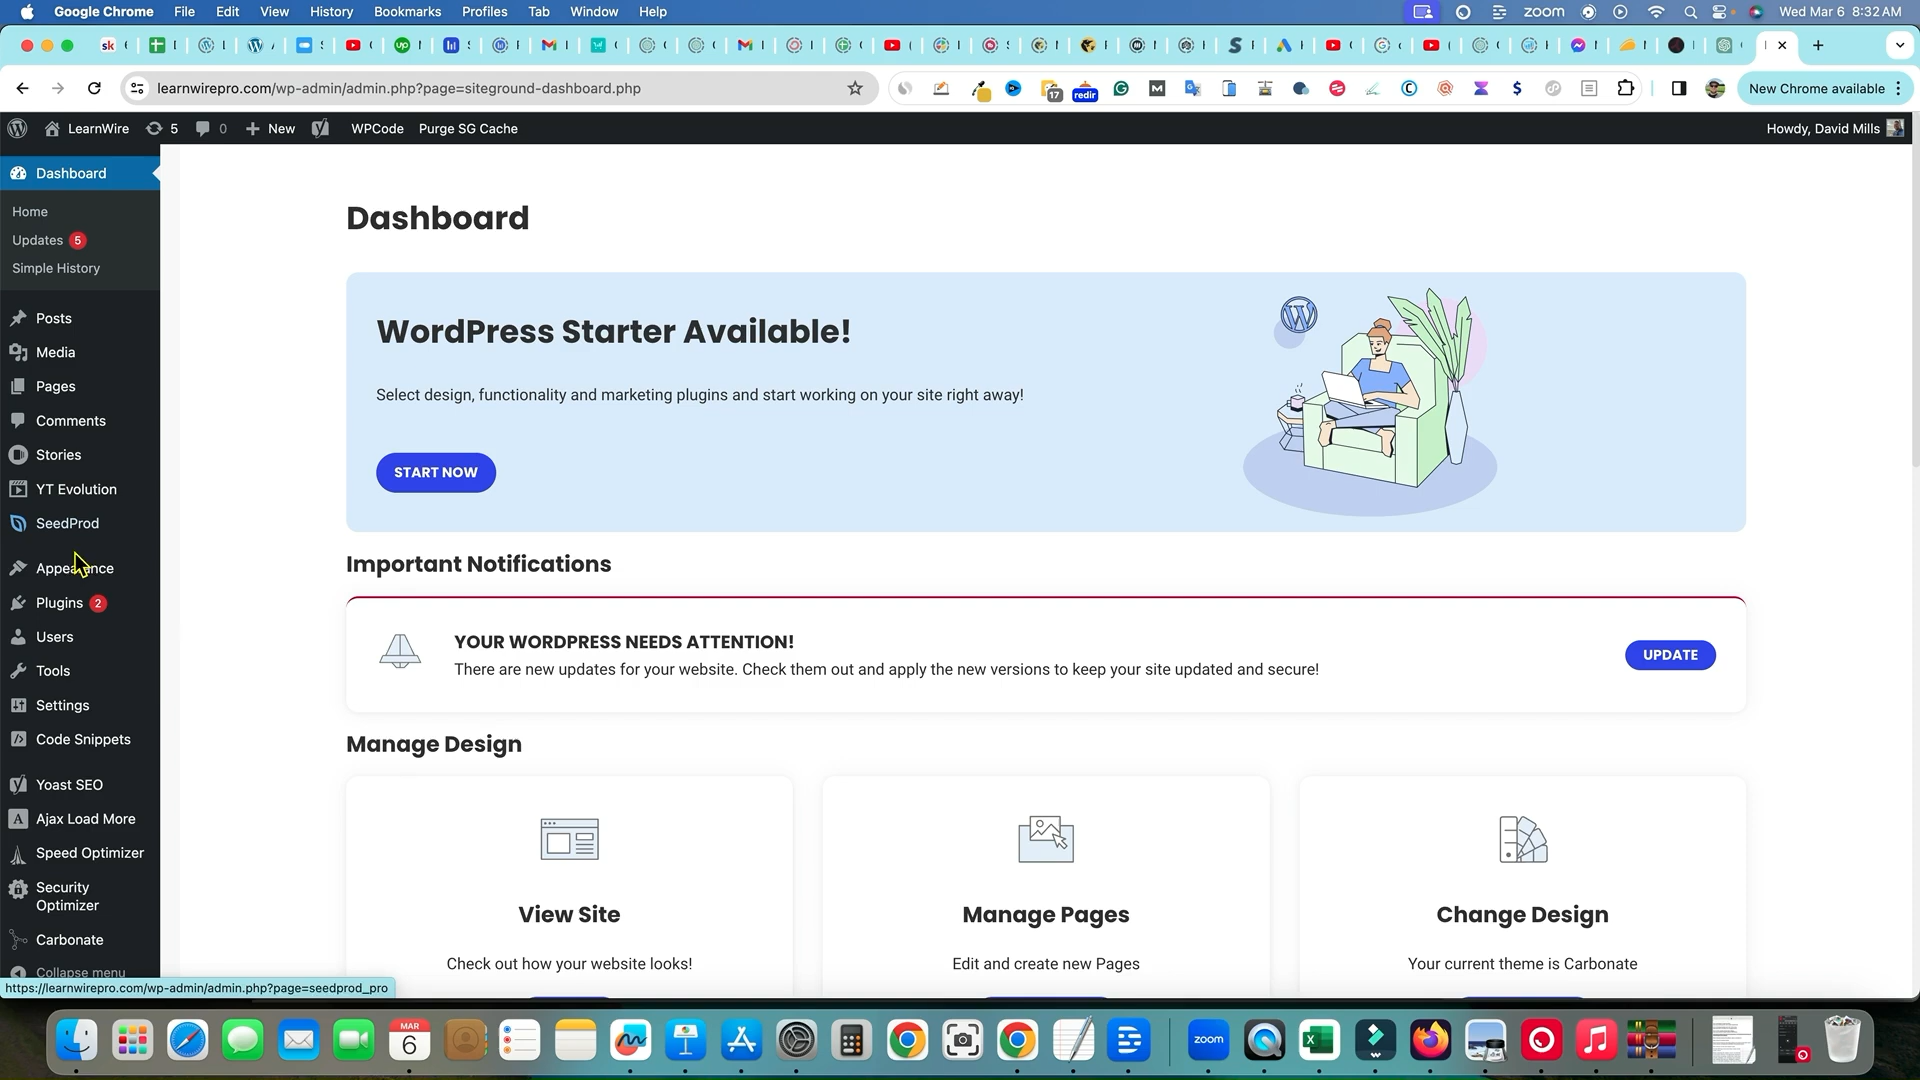 Google Chrome File Edit View History Bookmarks Profiles Tab Window Help
zoom Wed Mar 6 8:32 AM
learnwirepro.com/wp-admin/admin.php?page=siteground-dashboard.php
17
redir
New Chrome available
LearnWire 5 0 New WPCode Purge SG Cache
Howdy, David Mills
Dashboard
Home
Updates 5
Simple History
Posts
Media
Pages
Comments
Stories
YT Evolution
SeedProd
Appearance
Plugins 2
Users
Tools
Settings
Code Snippets
Yoast SEO
Ajax Load More
Speed Optimizer
Security
Optimizer
Carbonate
Collapse menu
https://learnwirepro.com/wp-admin/admin.php?page=seedprod_pro
Dashboard
WordPress Starter Available!
Select design, functionality and marketing plugins and start working on your site right away!
START NOW
Important Notifications
YOUR WORDPRESS NEEDS ATTENTION!
There are new updates for your website. Check them out and apply the new versions to keep your site updated and secure!
UPDATE
Manage Design
View Site
Check out how your website looks!
Manage Pages
Edit and create new Pages
Change Design
Your current theme is Carbonate
MAR
6
zoom